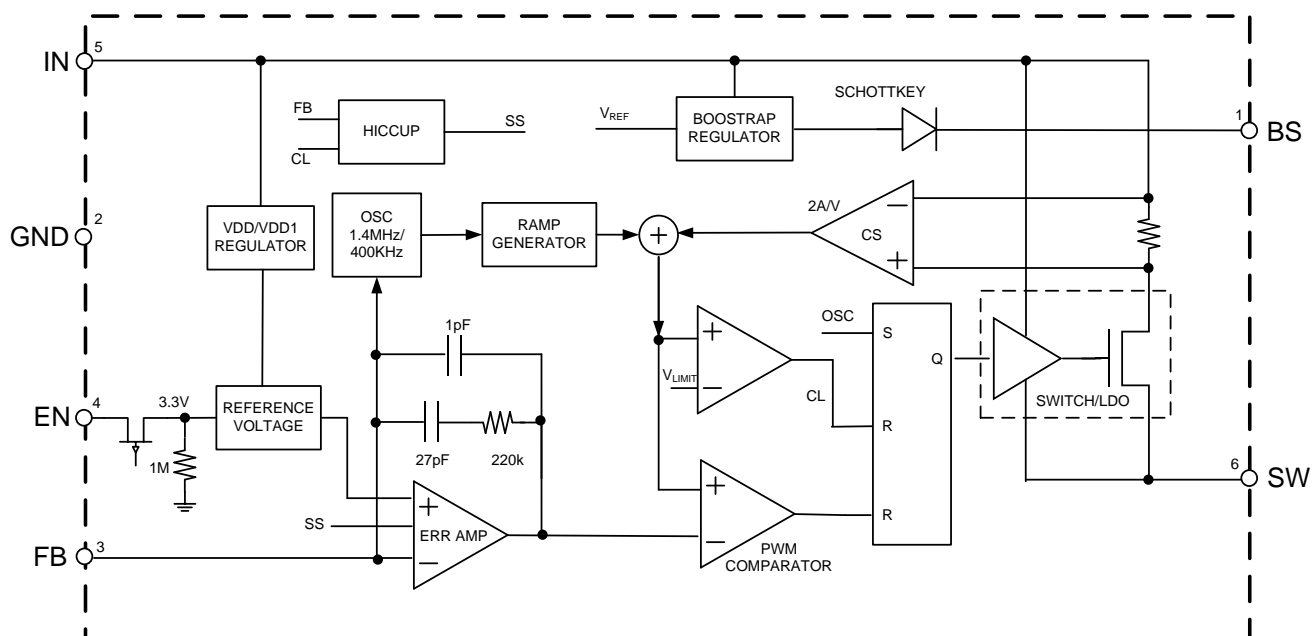 IN
5
SCHOTTKEY
FB
HICCUP
SS
CL
VREF
BOOSTRAP
REGULATOR
1
BS
GND
2
VDD/VDD1
REGULATOR
OSC
1.4MHz/
400KHz
RAMP
GENERATOR
+
2A/V
−
CS
+
1pF
+
VLIMIT
−
OSC
S
Q
CL
SWITCH/LDO
EN
4
3.3V
REFERENCE
VOLTAGE
1M
27pF
220k
R
+
SS
ERR AMP
−
+
−
PWM
COMPARATOR
R
6
SW
FB
3